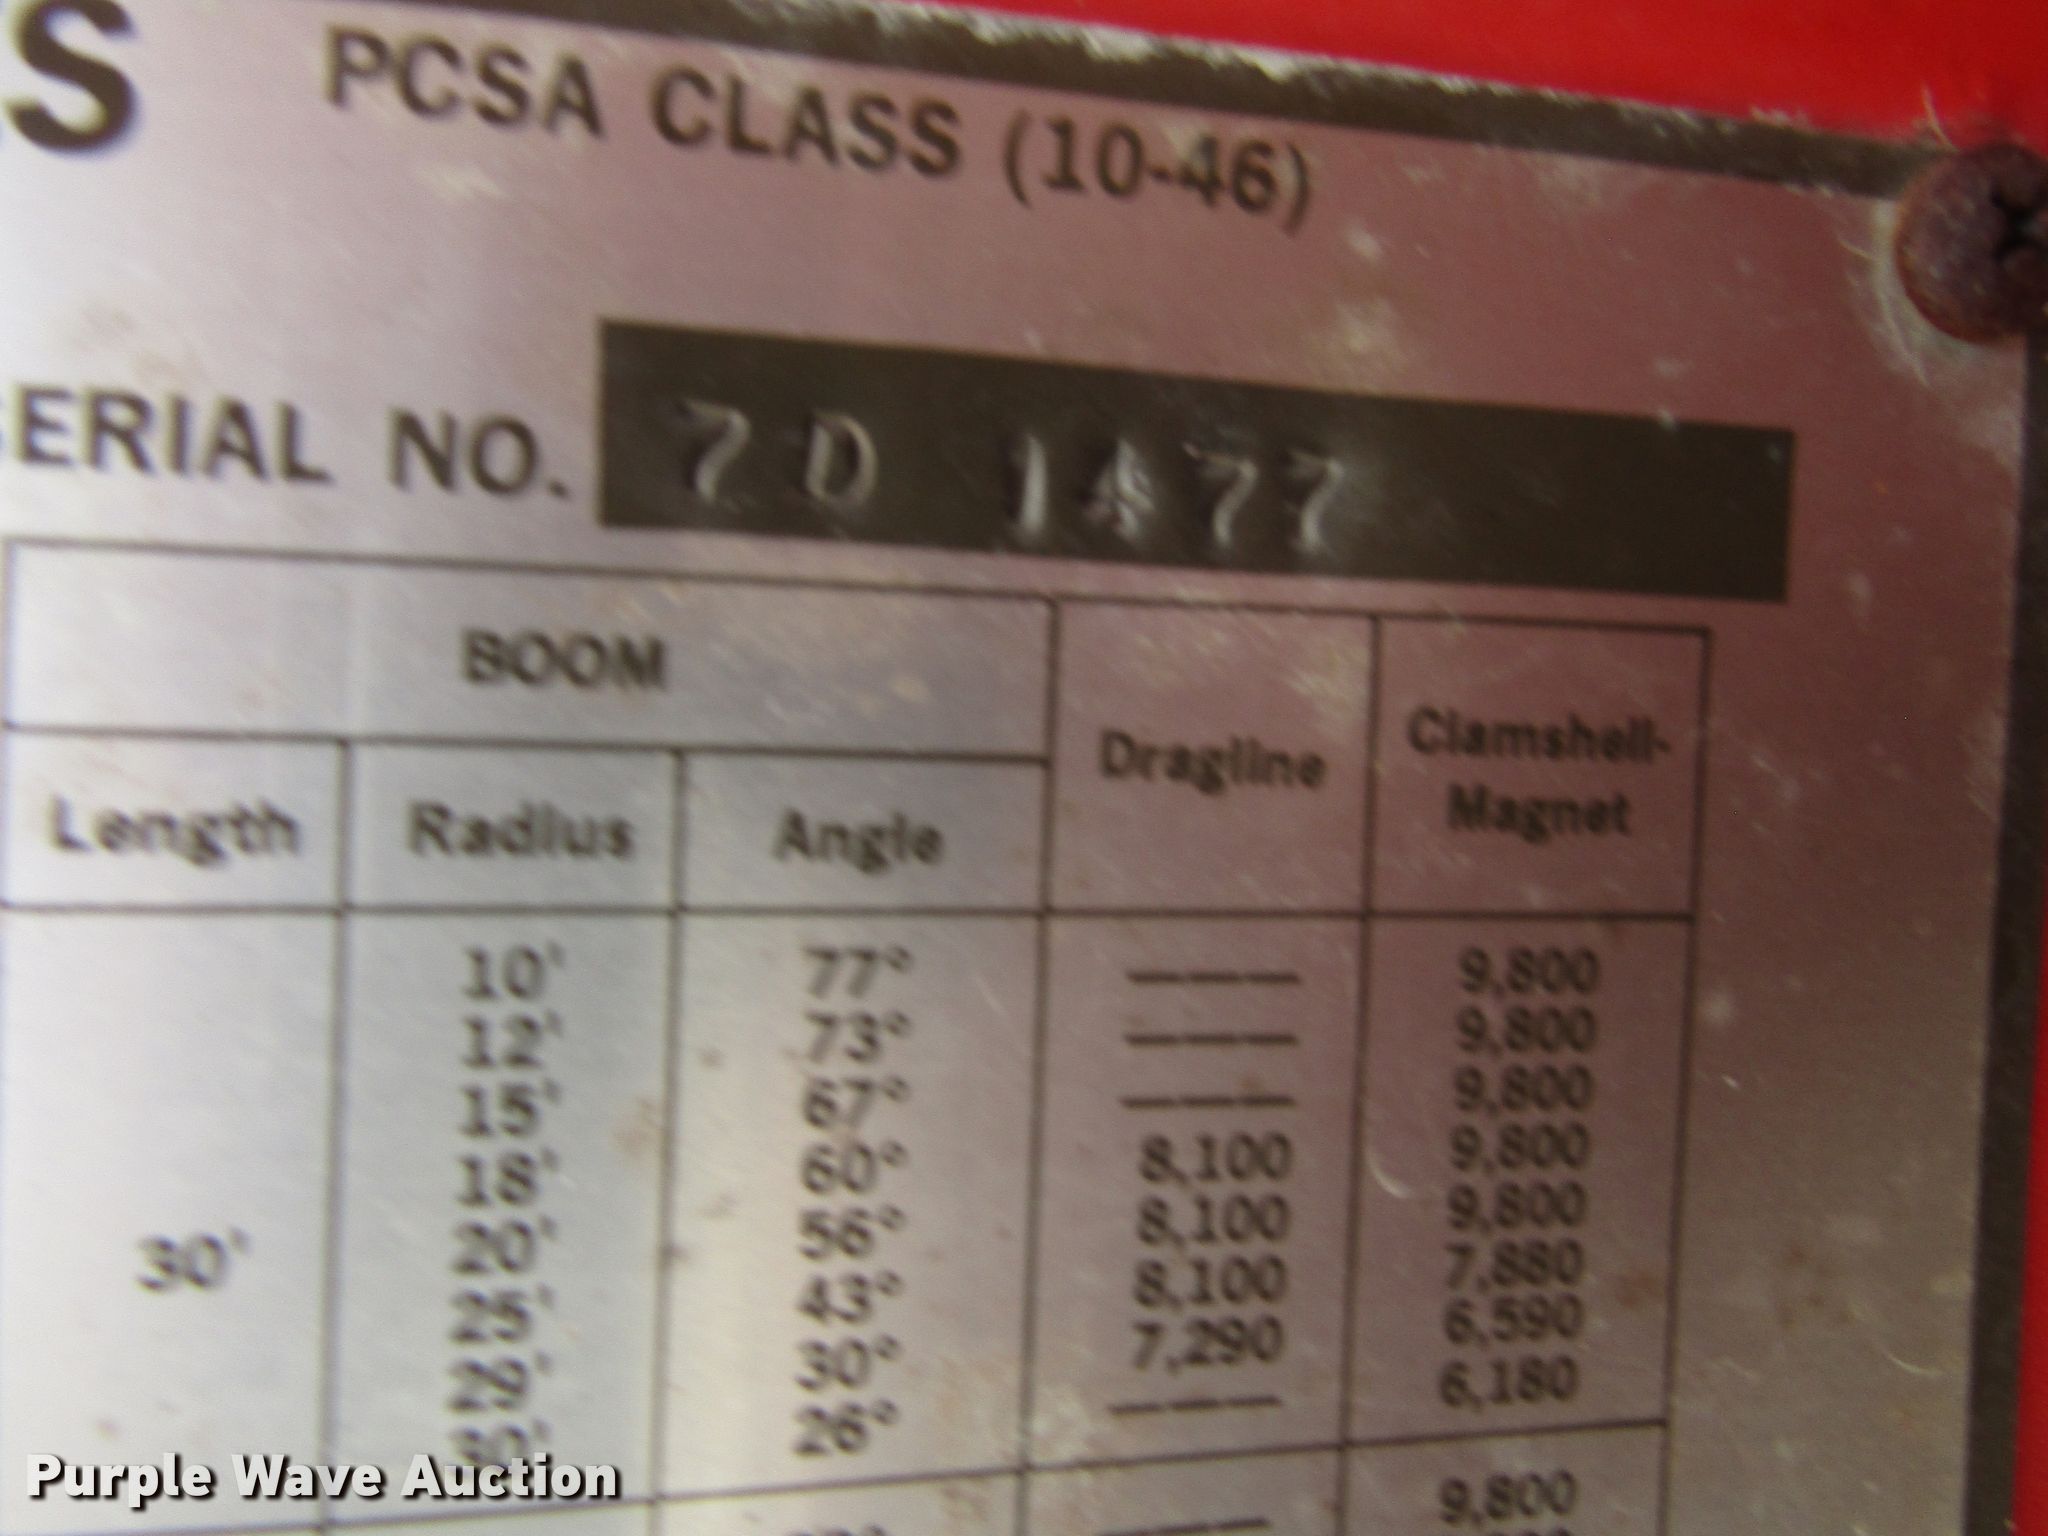 S PCSA CLASS (10-46)
ERIAL NO. 7D 1477
BOOM Dragline Clamshell-
Magnet
Length Radius Angle
10' 77° ——— 9,800
12' 73° ——— 9,800
15' 67° ——— 9,800
18' 60° 8,100 9,800
20' 56° 8,100 9,800
30' 25' 43° 8,100 7,880
30° 7,290 6,590
26° ——— 6,180
9,800
Purple Wave Auction